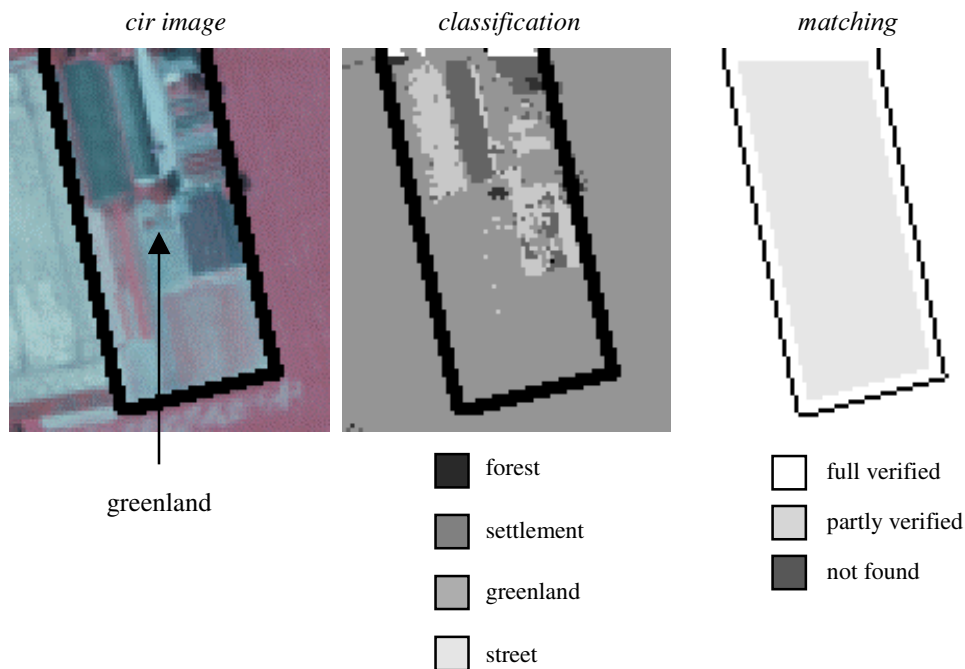 cir image
classification
matching
greenland
forest
settlement
greenland
street
full verified
partly verified
not found